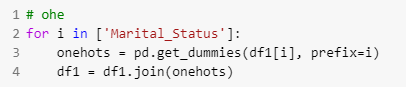 1 # ohe
2 for i in ['Marital_Status']:
3     onehots = pd.get_dummies(df1[i], prefix=i)
4     df1 = df1.join(onehots)